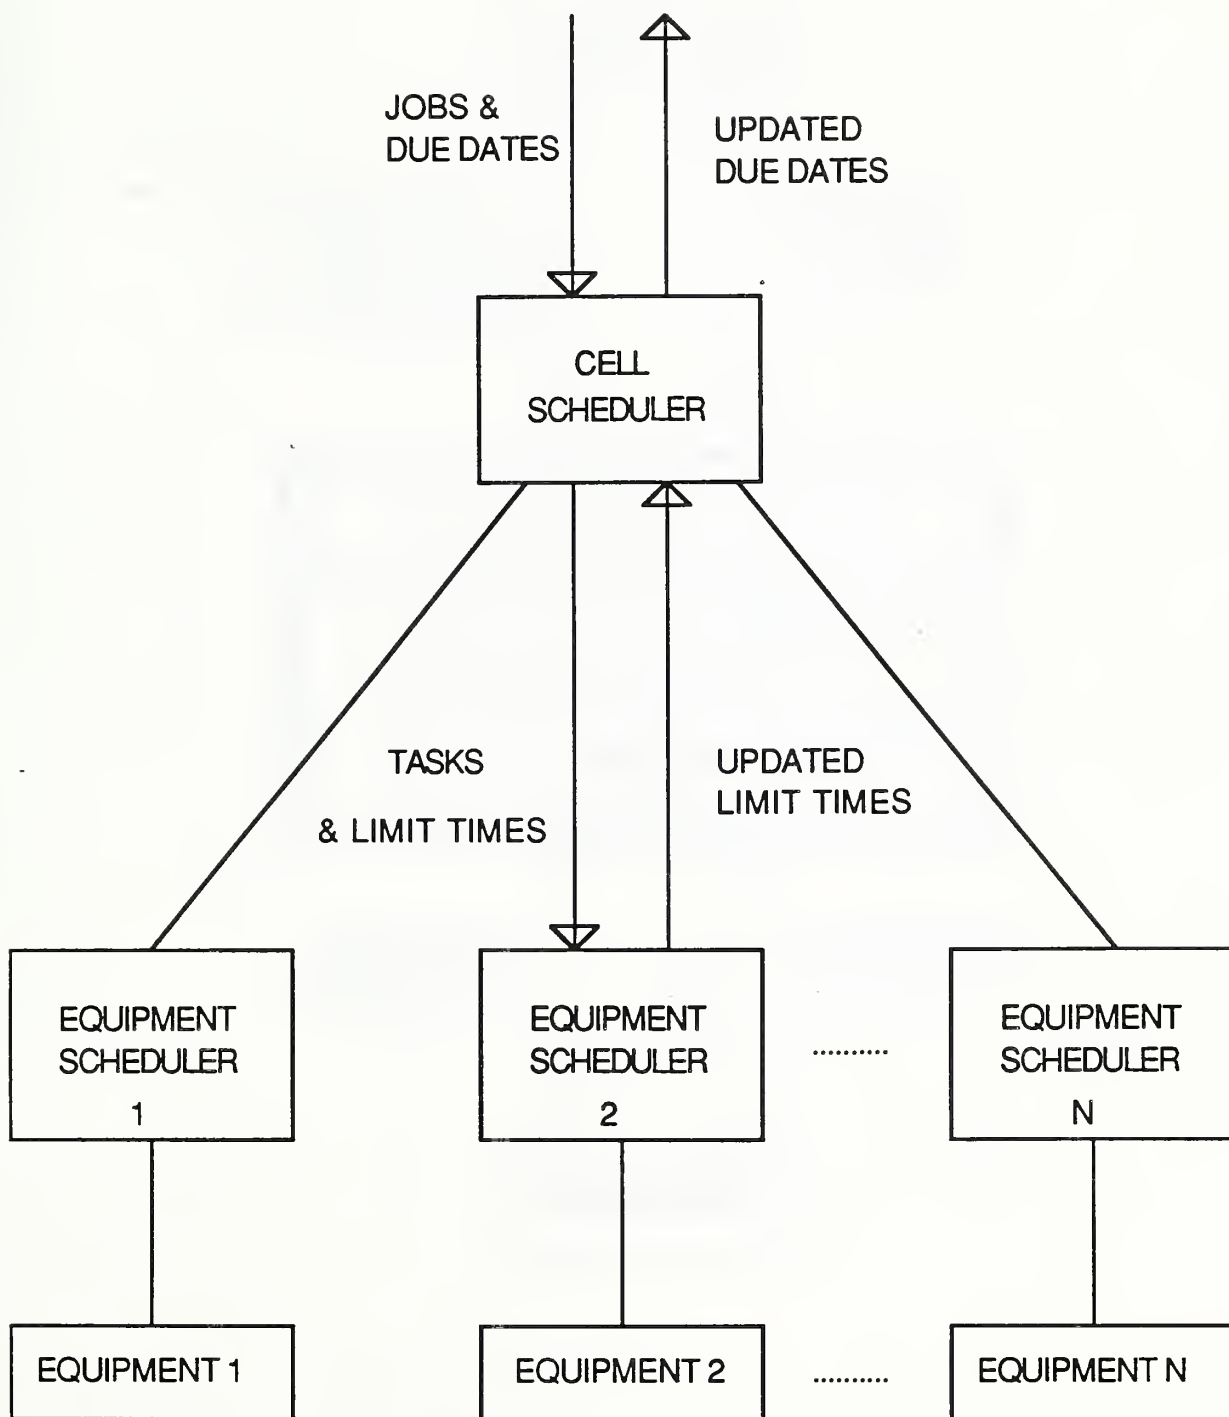 JOBS &
DUE DATES
UPDATED
DUE DATES
CELL
SCHEDULER
TASKS
& LIMIT TIMES
UPDATED
LIMIT TIMES
EQUIPMENT
SCHEDULER
1
EQUIPMENT
SCHEDULER
2
..........
EQUIPMENT
SCHEDULER
N
EQUIPMENT 1
EQUIPMENT 2
..........
EQUIPMENT N